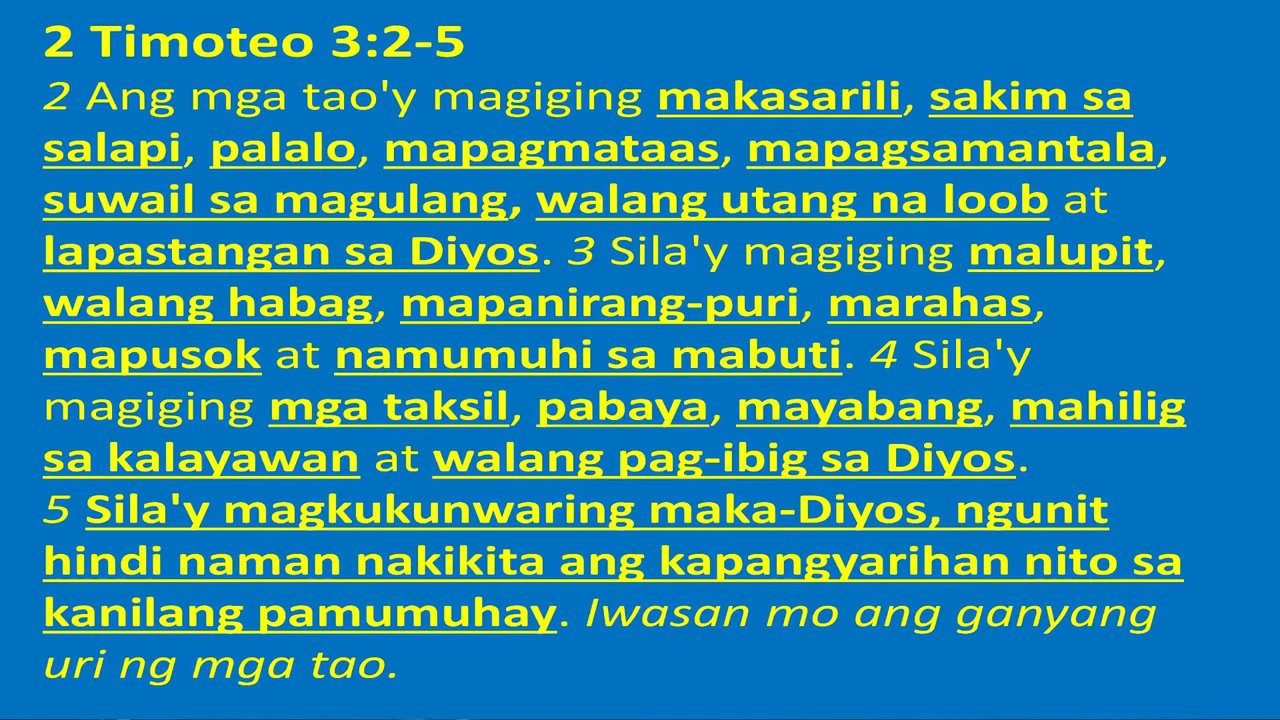 2 Timoteo 3:2-5
2 Ang mga tao'y magiging makasarili, sakim sa
salapi, palalo, mapagmataas, mapagsamantala,
suwail sa magulang, walang utang na loob at
lapastangan sa Diyos. 3 Sila'y magiging malupit,
walang habag, mapanirang-puri, marahas,
mapusok at namumuhi sa mabuti. 4 Sila'y
magiging mga taksil, pabaya, mayabang, mahilig
sa kalayawan at walang pag-ibig sa Diyos.
5 Sila'y magkukunwaring maka-Diyos, ngunit
hindi naman nakikita ang kapangyarihan nito sa
kanilang pamumuhay. Iwasan mo ang ganyang
uri ng mga tao.